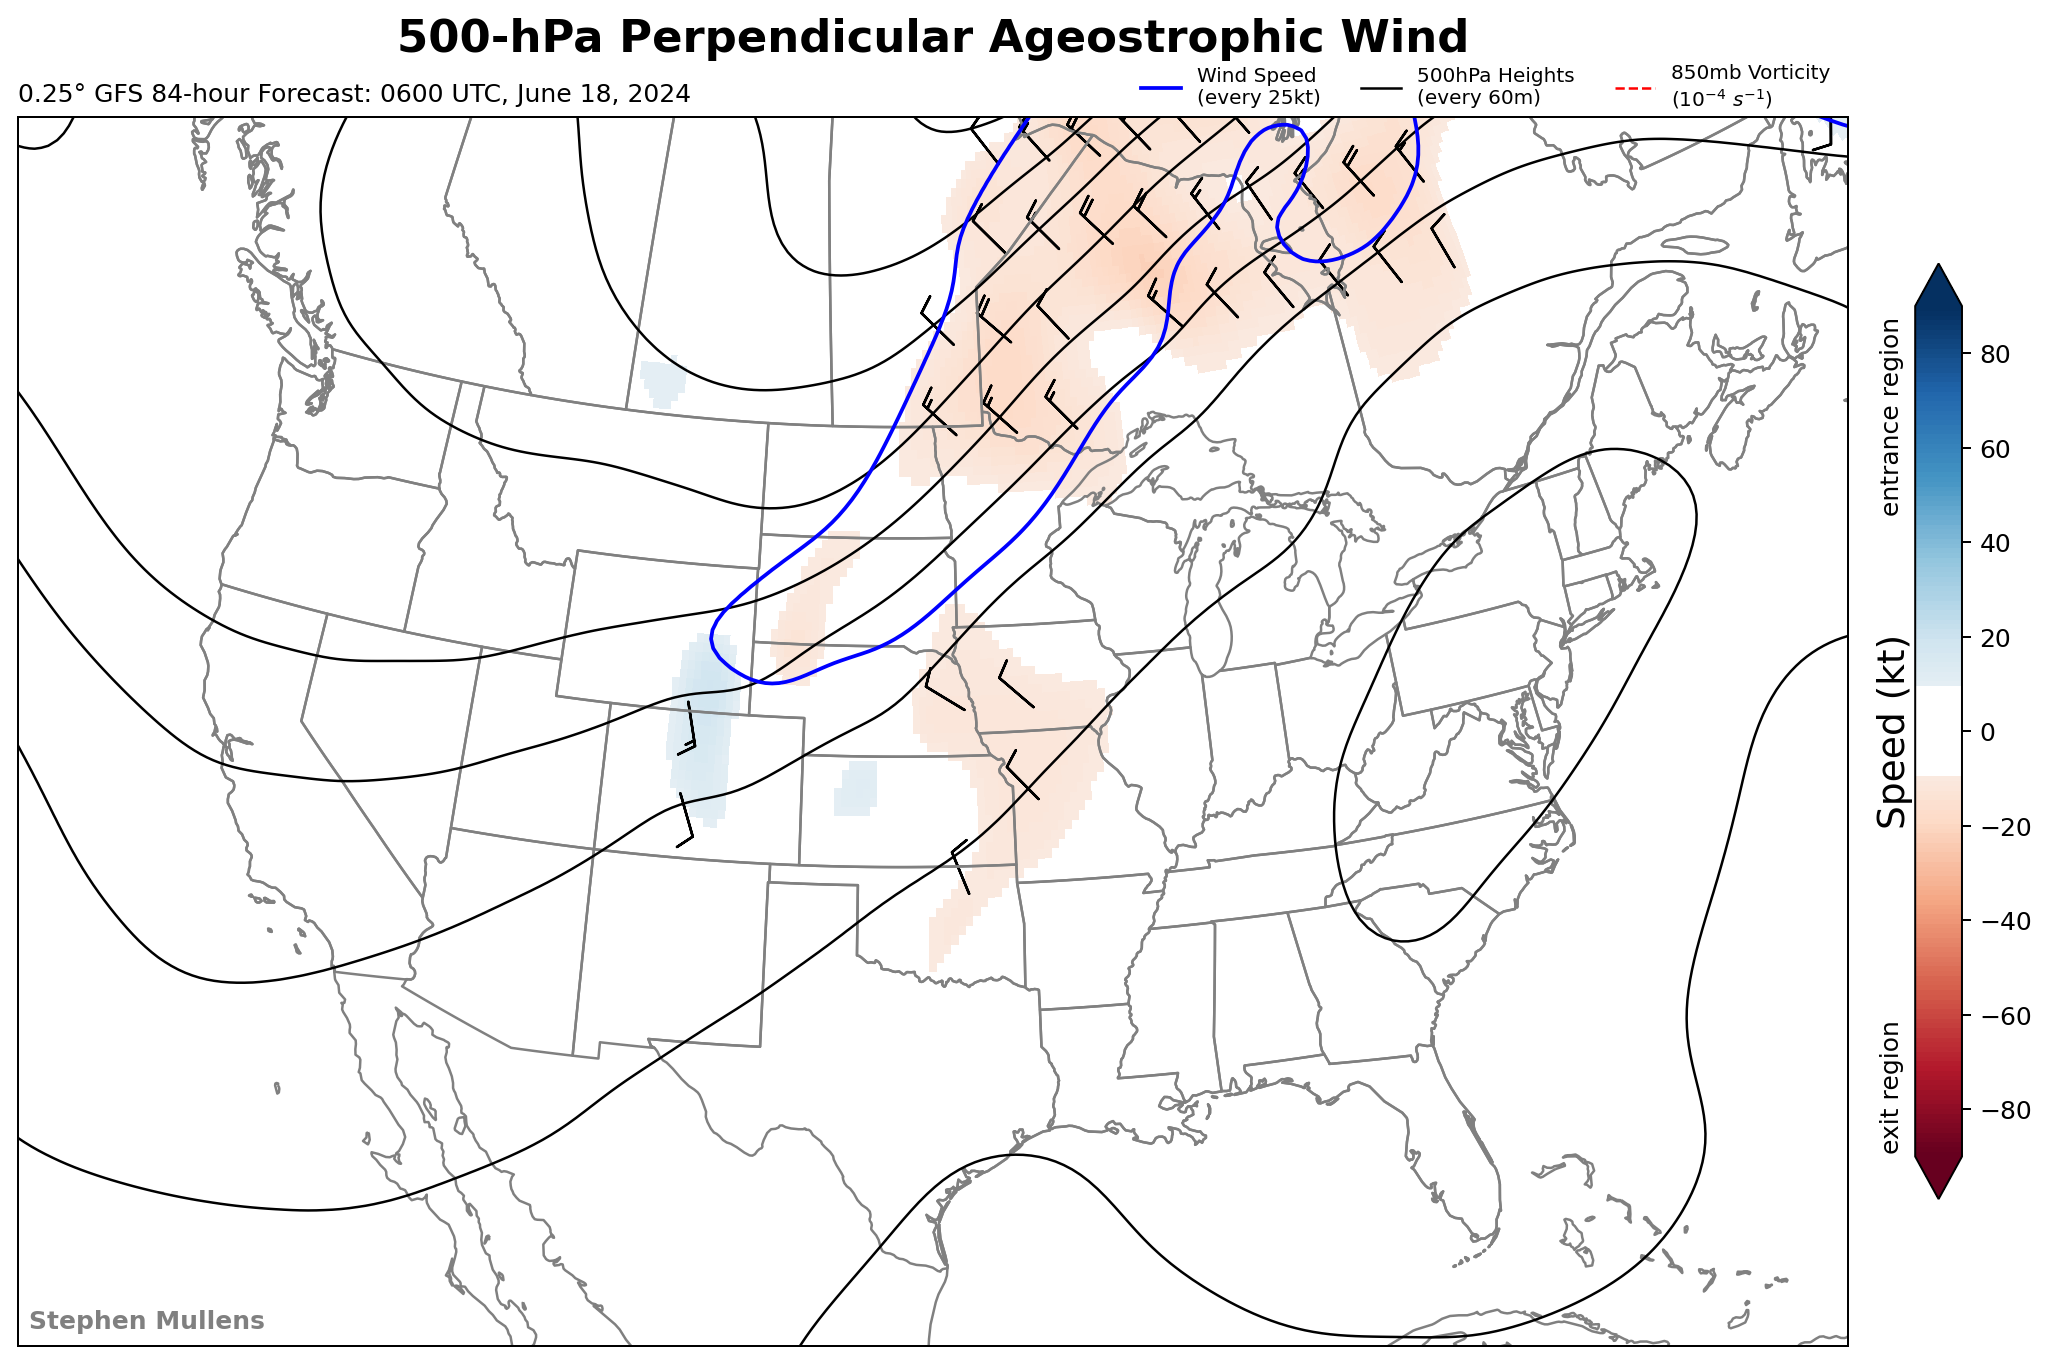 500-hPa Perpendicular Ageostrophic Wind
0.25° GFS 84-hour Forecast: 0600 UTC, June 18, 2024
Wind Speed
(every 25kt)
500hPa Heights
(every 60m)
850mb Vorticity
(10⁻⁴ s⁻¹)
entrance region
Speed (kt)
exit region
80
60
40
20
0
−20
−40
−60
−80
Stephen Mullens